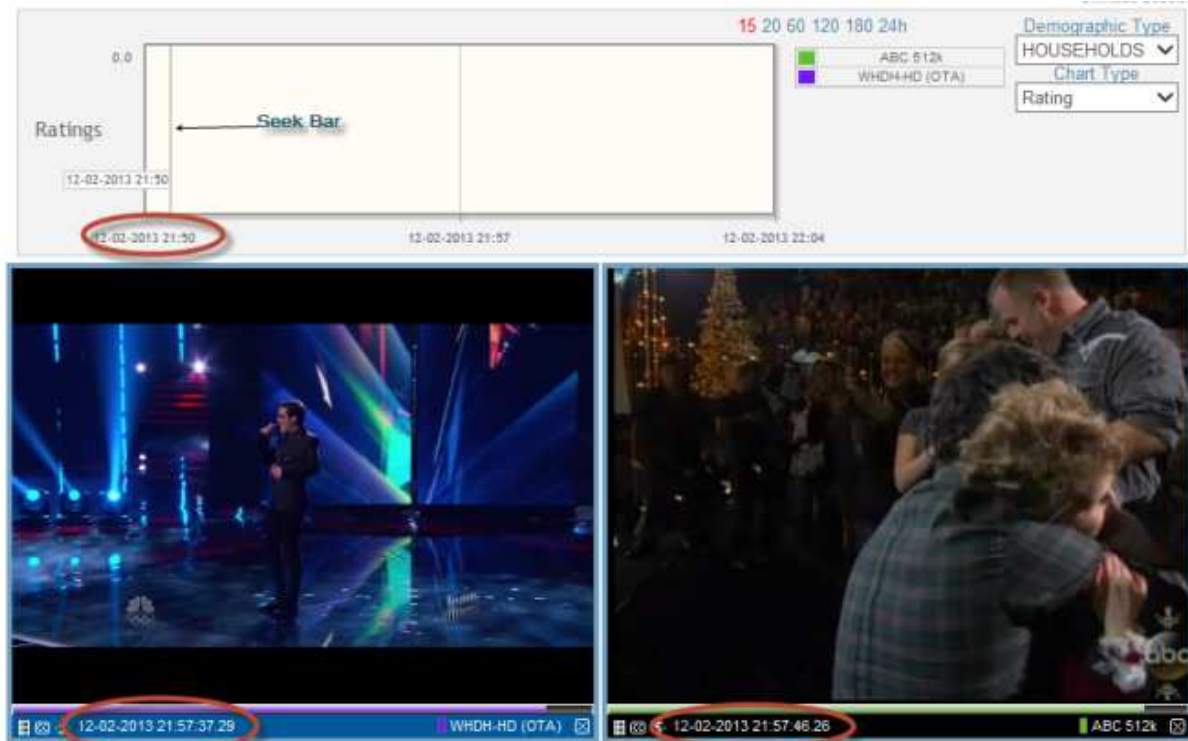 15 20 60 120 180 24h
Demographic Type
HOUSEHOLDS
Chart Type
Rating
ABC 512k
WHDH-HD (OTA)
0.0
Ratings
Seek Bar
12-02-2013 21:50
12-02-2013 21:50
12-02-2013 21:57
12-02-2013 22:04
abc
12-02-2013 21:57:37.29
WHDH-HD (OTA)
12-02-2013 21:57:46.26
ABC 512k